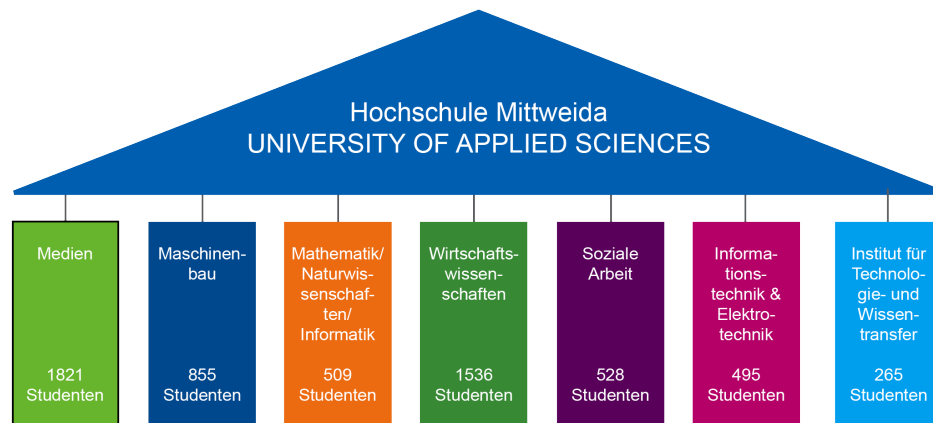 Hochschule Mittweida
UNIVERSITY OF APPLIED SCIENCES
Medien
1821
Studenten
Maschinen-
bau
855
Studenten
Mathematik/
Naturwis-
senschaf-
ten/
Informatik
509
Studenten
Wirtschafts-
wissen-
schaften
1536
Studenten
Soziale
Arbeit
528
Studenten
Informa-
tions-
technik &
Elektro-
technik
495
Studenten
Institut für
Technolo-
gie- und
Wissen-
transfer
265
Studenten